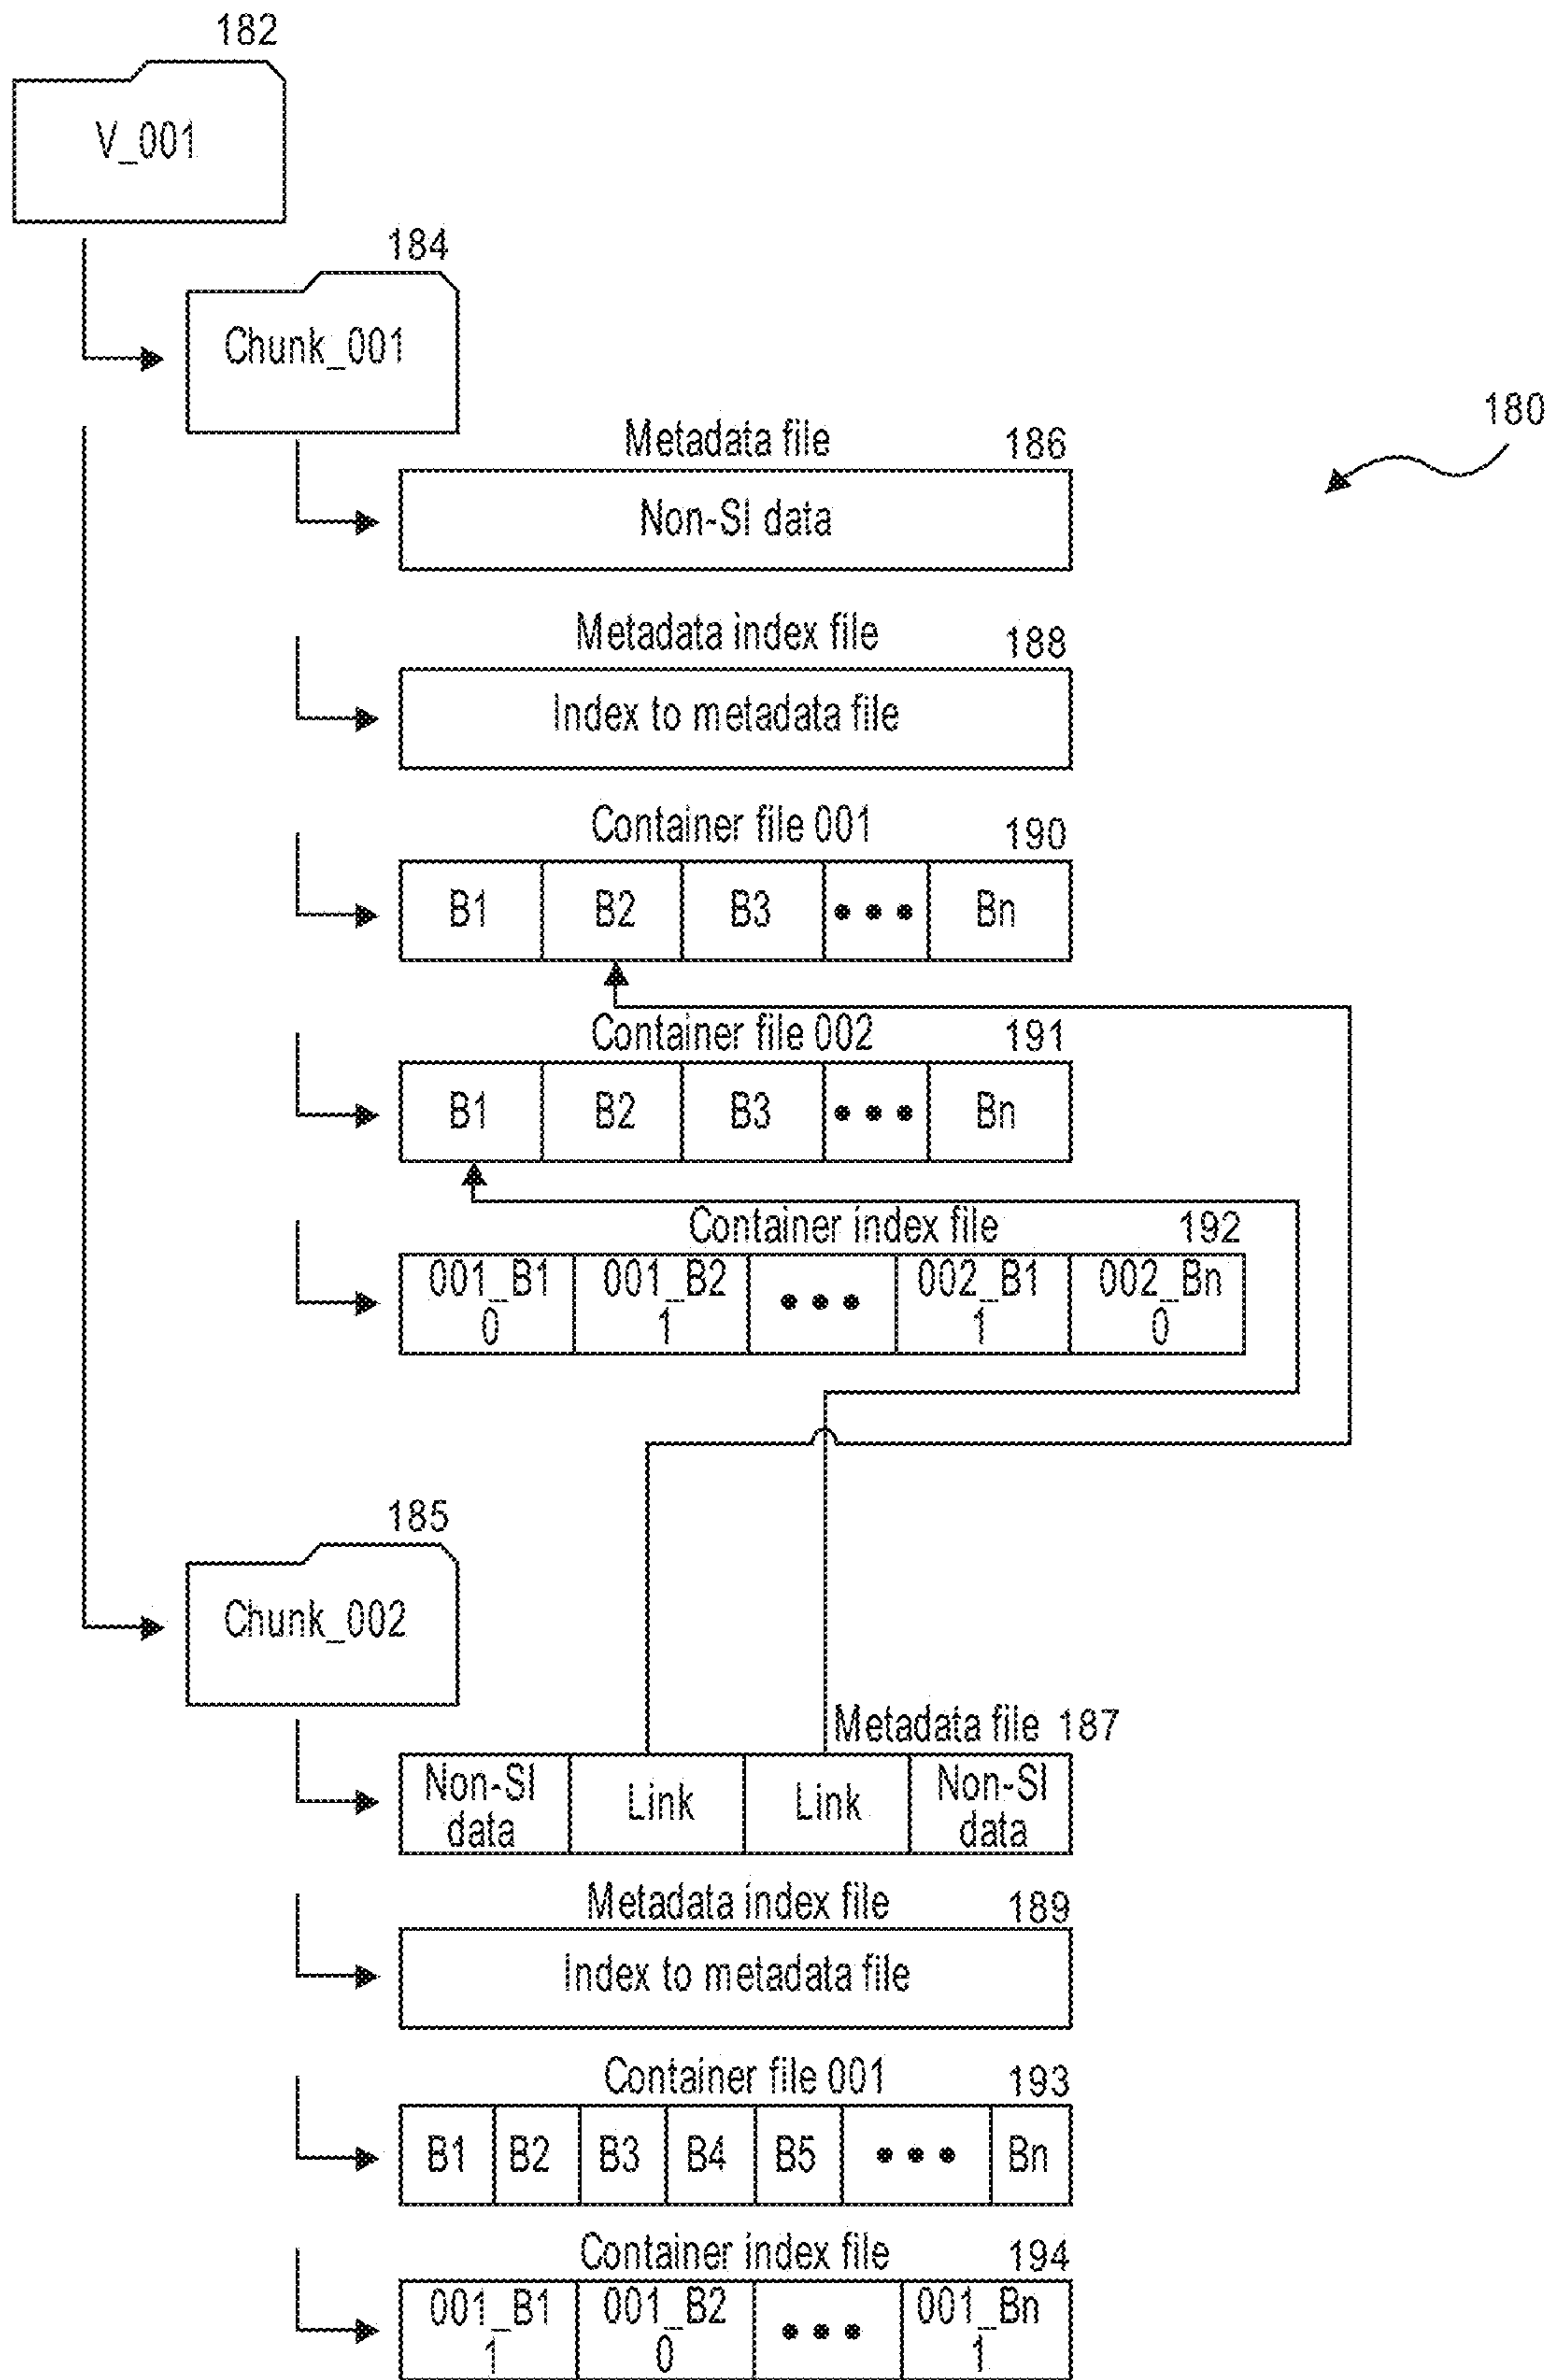 182
V_001
184
Chunk_001
180
Metadata file 186
Non-SI data
Metadata index file 188
Index to metadata file
Container file 001 190
B1 B2 B3 ••• Bn
Container file 002 191
B1 B2 B3 ••• Bn
Container index file 192
001_B1 001_B2 ••• 002_B1 002_Bn
0 1 1 0
185
Chunk_002
Metadata file 187
Non-SI Link Link Non-SI
data data
Metadata index file 189
Index to metadata file
Container file 001 193
B1 B2 B3 B4 B5 ••• Bn
Container index file 194
001_B1 001_B2 ••• 001_Bn
1 0 1